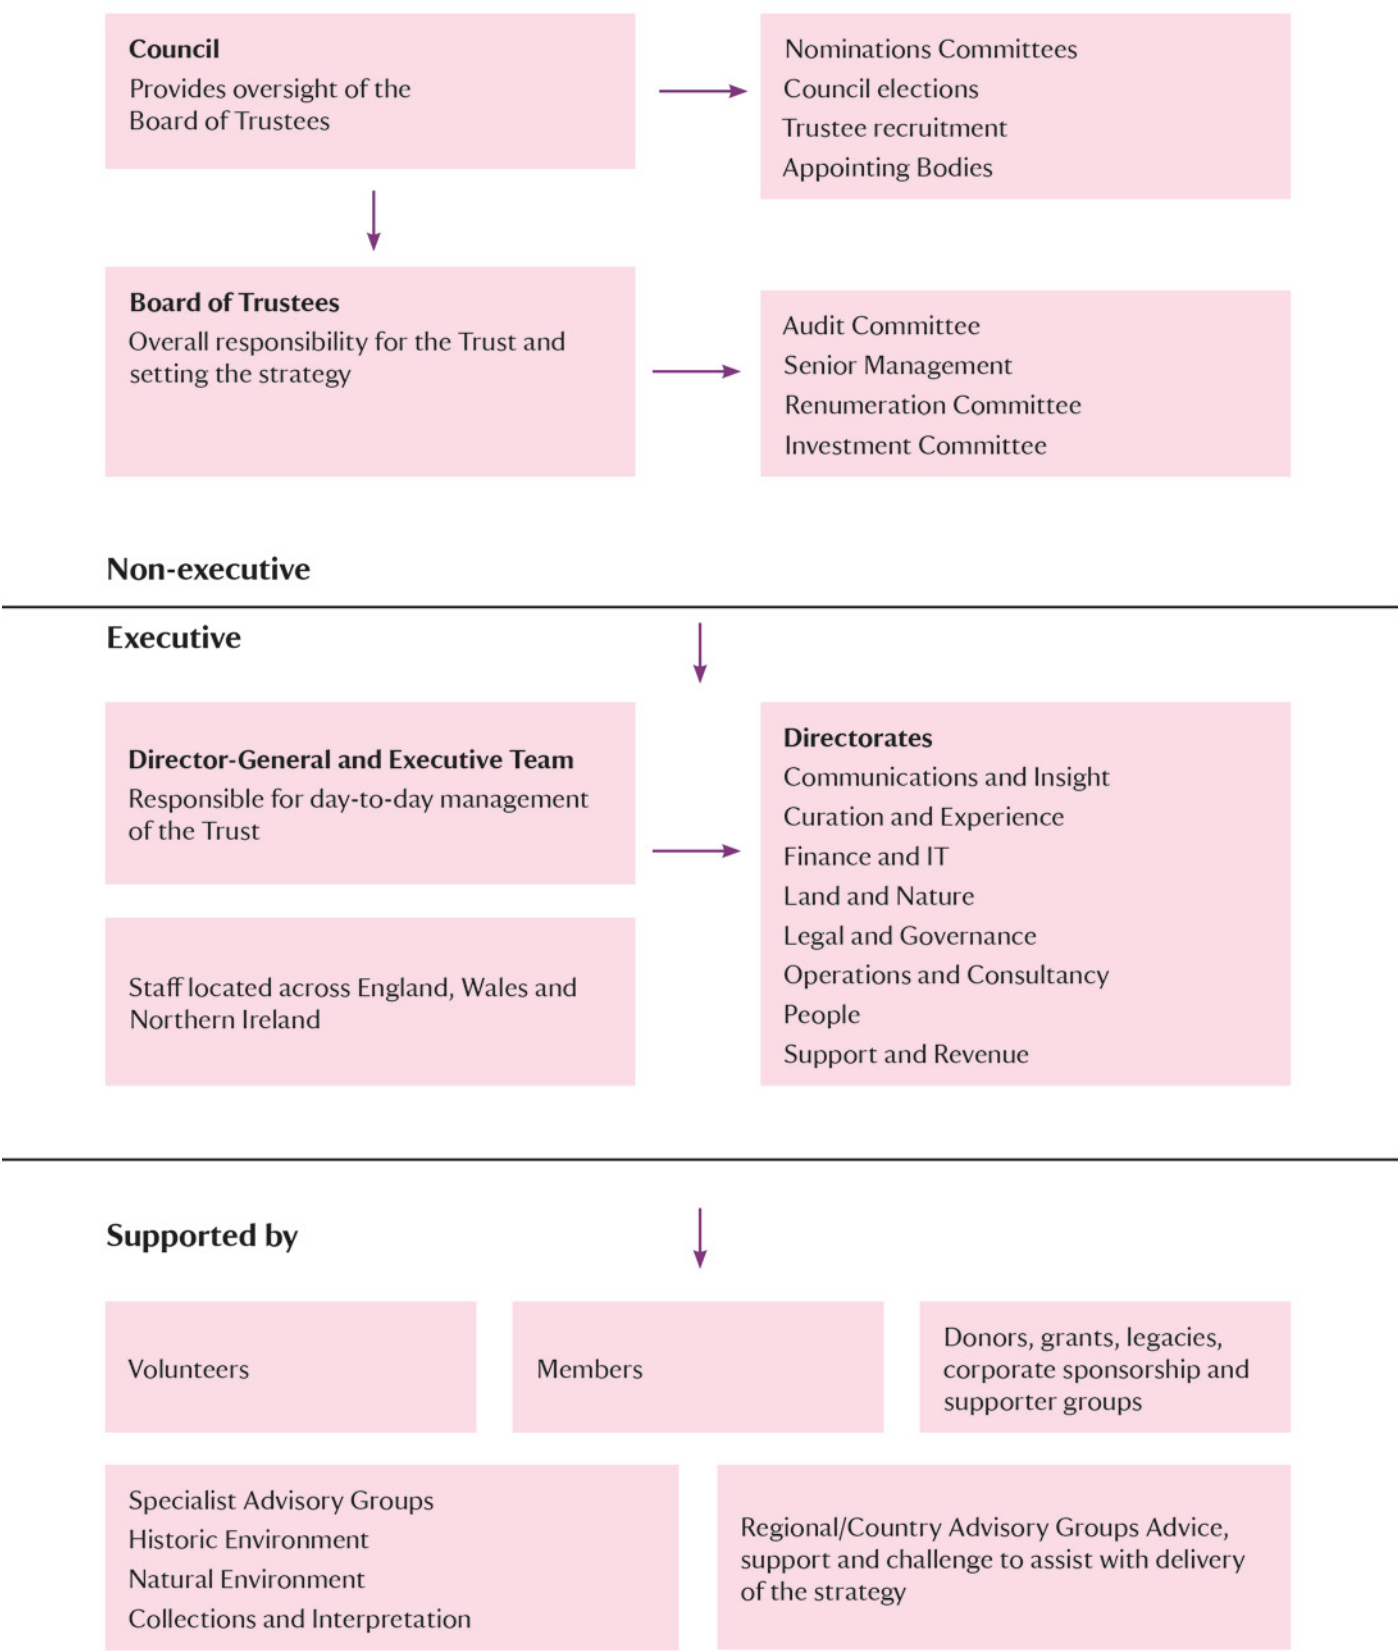 Council
Provides oversight of the
Board of Trustees
Nominations Committees
Council elections
Trustee recruitment
Appointing Bodies
Board of Trustees
Overall responsibility for the Trust and
setting the strategy
Audit Committee
Senior Management
Renumeration Committee
Investment Committee
Non-executive
Executive
Director-General and Executive Team
Responsible for day-to-day management
of the Trust
Staff located across England, Wales and
Northern Ireland
Directorates
Communications and Insight
Curation and Experience
Finance and IT
Land and Nature
Legal and Governance
Operations and Consultancy
People
Support and Revenue
Supported by
Volunteers
Members
Donors, grants, legacies,
corporate sponsorship and
supporter groups
Specialist Advisory Groups
Historic Environment
Natural Environment
Collections and Interpretation
Regional/Country Advisory Groups Advice,
support and challenge to assist with delivery
of the strategy